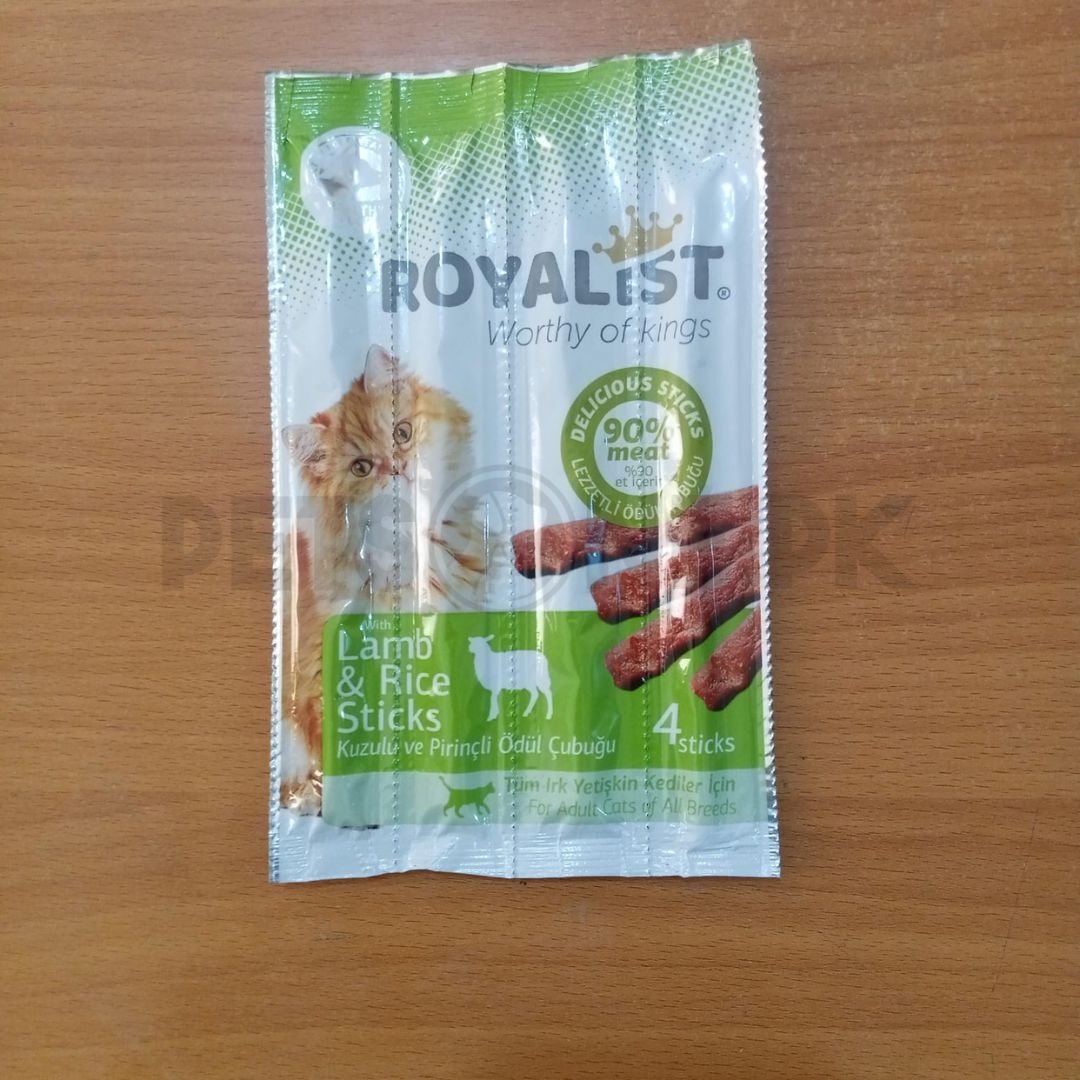 ROYALiST®
Worthy of kings
DELICIOUS STICKS
90%
meat
%90
et içerir
LEZZETLİ ÖDÜL ÇUBUĞU
With
Lamb
& Rice
Sticks
Kuzulu ve Pirinçli Ödül Çubuğu
4 sticks
Tüm Irk Yetişkin Kediler İçin
For Adult Cats of All Breeds